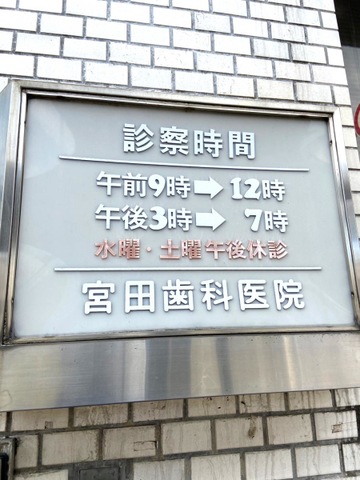 診察時間
午前9時➡12時
午後3時➡7時
水曜・土曜午後休診
宮田歯科医院